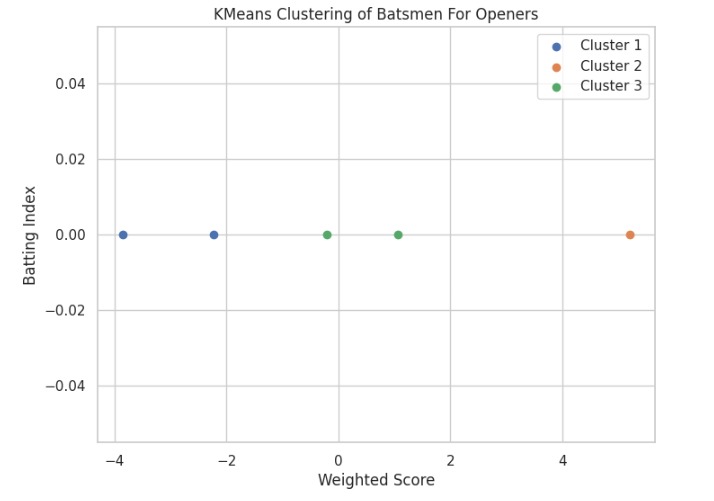 KMeans Clustering of Batsmen For Openers
Cluster 1
Cluster 2
Cluster 3
0.04
0.02
0.00
−0.02
−0.04
Batting Index
−4
−2
0
2
4
Weighted Score